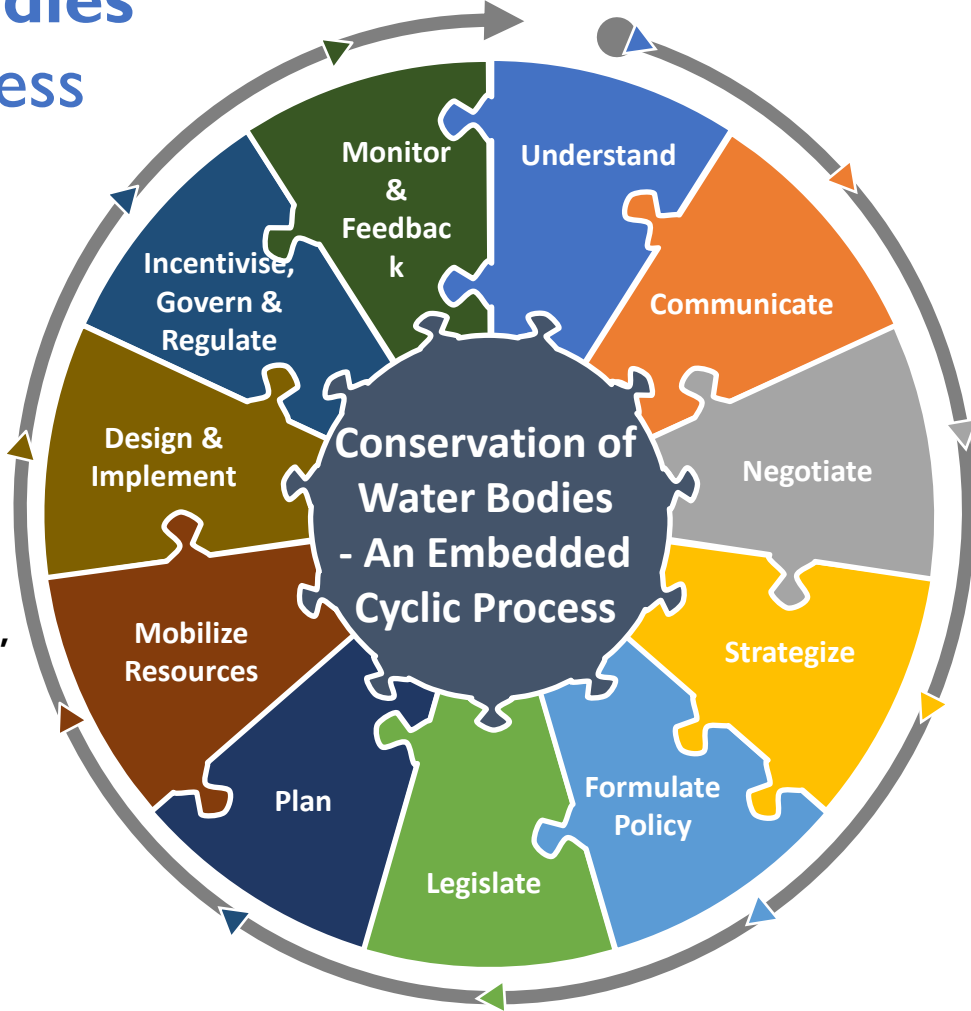 dies
ess
Monitor
&
Feedbac
k
Understand
Communicate
Negotiate
Strategize
Formulate
Policy
Legislate
Plan
Mobilize
Resources
Design &
Implement
Incentivise,
Govern &
Regulate
Conservation of
Water Bodies
- An Embedded
Cyclic Process
,